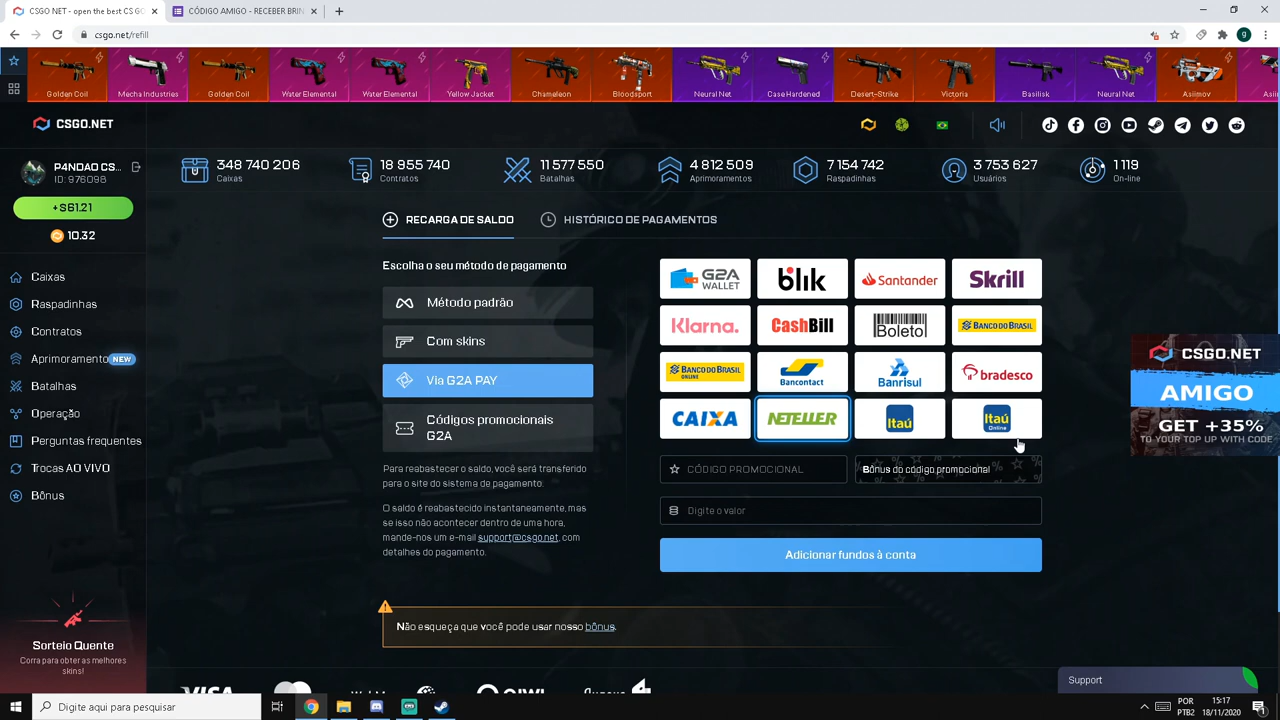 CSGO NET - open the best CS GO
CÓDIGO AMIGO - RECEBER BRIN
csgo.net/refill
g
Golden Coil
Mecha Industries
Golden Coil
Water Elemental
Water Elemental
Yellow Jacket
Chameleon
Bloodsport
Neural Net
Case Hardened
Desert-Strike
Victoria
Basilisk
Neural Net
Asiimov
Asii
CSGO.NET
P4NDAO CS...
ID: 976098
+$61.21
10.32
348 740 206
Caixas
18 955 740
Contratos
11 577 550
Batalhas
4 812 509
Aprimoramentos
7 154 742
Raspadinhas
3 753 627
Usuários
1 119
On-line
Caixas
Raspadinhas
Contratos
Aprimoramento NEW
Batalhas
Operação
Perguntas frequentes
Trocas AO VIVO
Bônus
Sorteio Quente
Corra para obter as melhores
skins!
RECARGA DE SALDO
HISTÓRICO DE PAGAMENTOS
Escolha o seu método de pagamento
Método padrão
Com skins
Via G2A PAY
Códigos promocionais
G2A
Para reabastecer o saldo, você será transferido
para o site do sistema de pagamento.
O saldo é reabastecido instantaneamente, mas
se isso não acontecer dentro de uma hora,
mande-nos um e-mail support@csgo.net, com
detalhes do pagamento.
G2A
WALLET
blik
Santander
Skrill
Klarna.
CashBill
Boleto
BANCO DO BRASIL
BANCO DO BRASIL
ONLINE
Bancontact
Banrisul
bradesco
CAIXA
NETELLER
Itaú
Itaú
Online
CÓDIGO PROMOCIONAL
Bônus do código promocional
Digite o valor
Adicionar fundos à conta
Não esqueça que você pode usar nosso bônus.
CSGO.NET
AMIGO
GET +35%
TO YOUR TOP UP WITH CODE
VISA
QIWI
Support
Digite aqui para pesquisar
POR
PTB2
15:17
18/11/2020
1